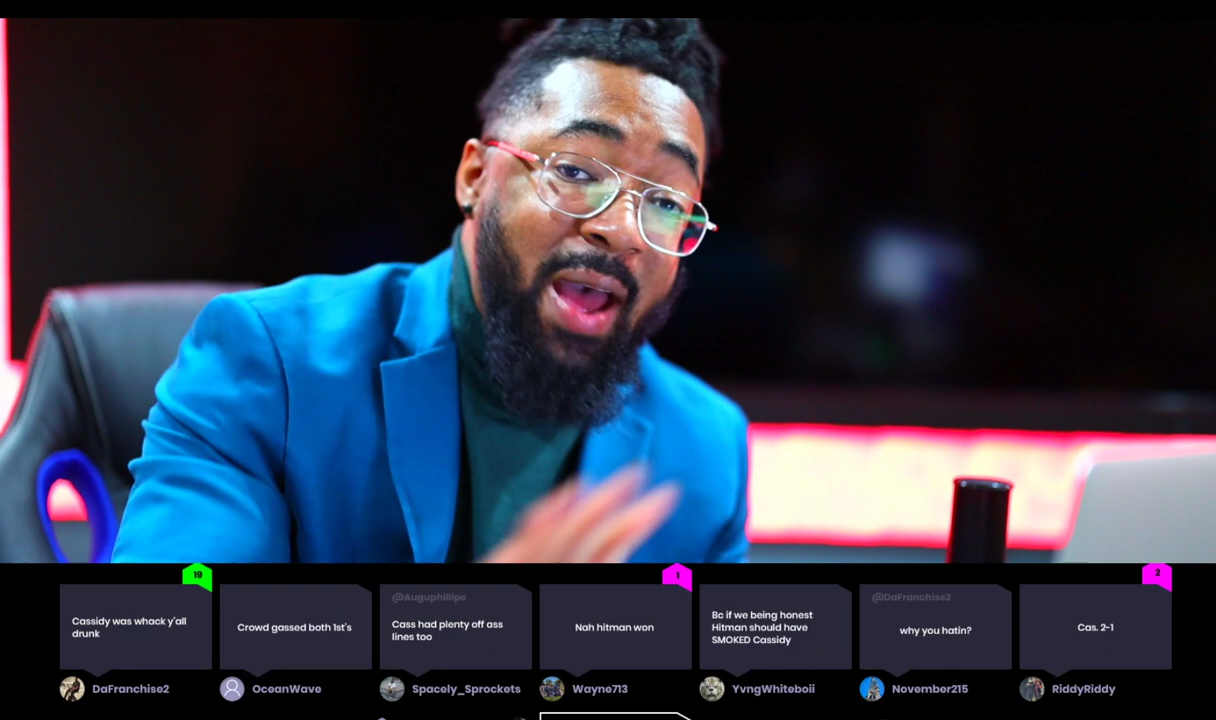 19
1
2
Cassidy was whack y'all
drunk
Crowd gassed both 1st's
@Auguphillipe
Cass had plenty off ass
lines too
Nah hitman won
Bc if we being honest
Hitman should have
SMOKED Cassidy
@DaFranchise2
why you hatin?
Cas. 2-1
DaFranchise2
OceanWave
Spacely_Sprockets
Wayne713
YvngWhiteboii
November215
RiddyRiddy